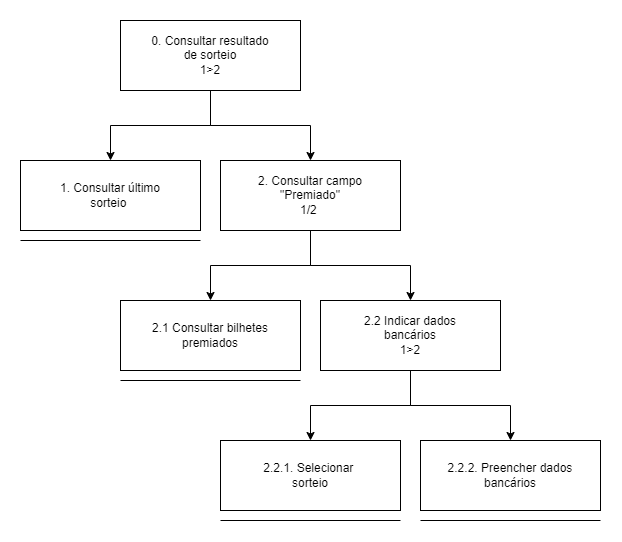 0. Consultar resultado
de sorteio
1>2
1. Consultar último
sorteio
2. Consultar campo
"Premiado"
1/2
2.1 Consultar bilhetes
premiados
2.2 Indicar dados
bancários
1>2
2.2.1. Selecionar
sorteio
2.2.2. Preencher dados
bancários